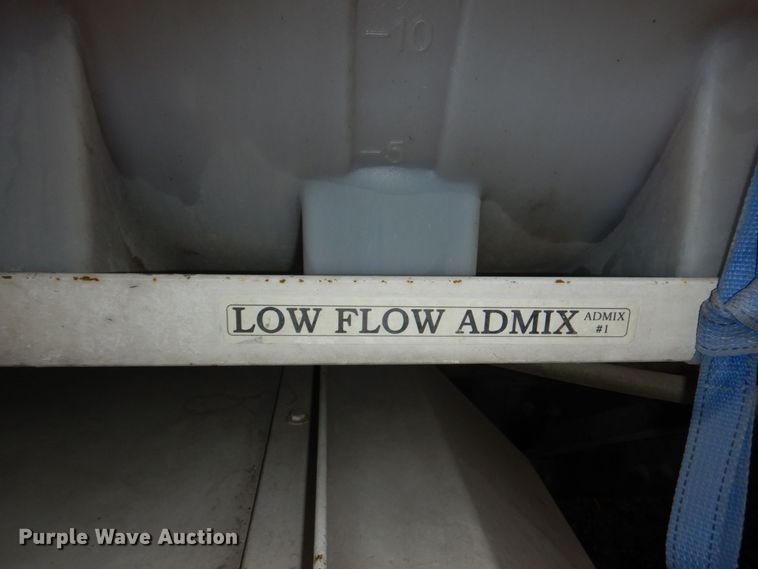 -10
-5
LOW FLOW ADMIX ADMIX
#1
Purple Wave Auction®